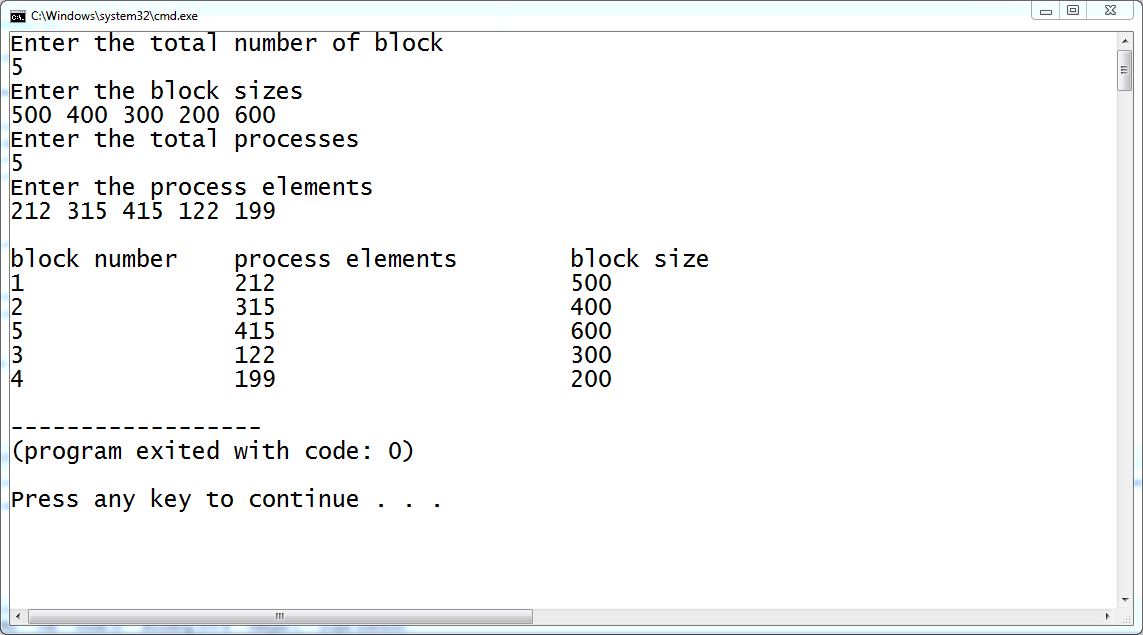 C:\Windows\system32\cmd.exe
Enter the total number of block
5
Enter the block sizes
500 400 300 200 600
Enter the total processes
5
Enter the process elements
212 315 415 122 199
block number process elements block size
1 212 500
2 315 400
5 415 600
3 122 300
4 199 200
------------------
(program exited with code: 0)
Press any key to continue . . .